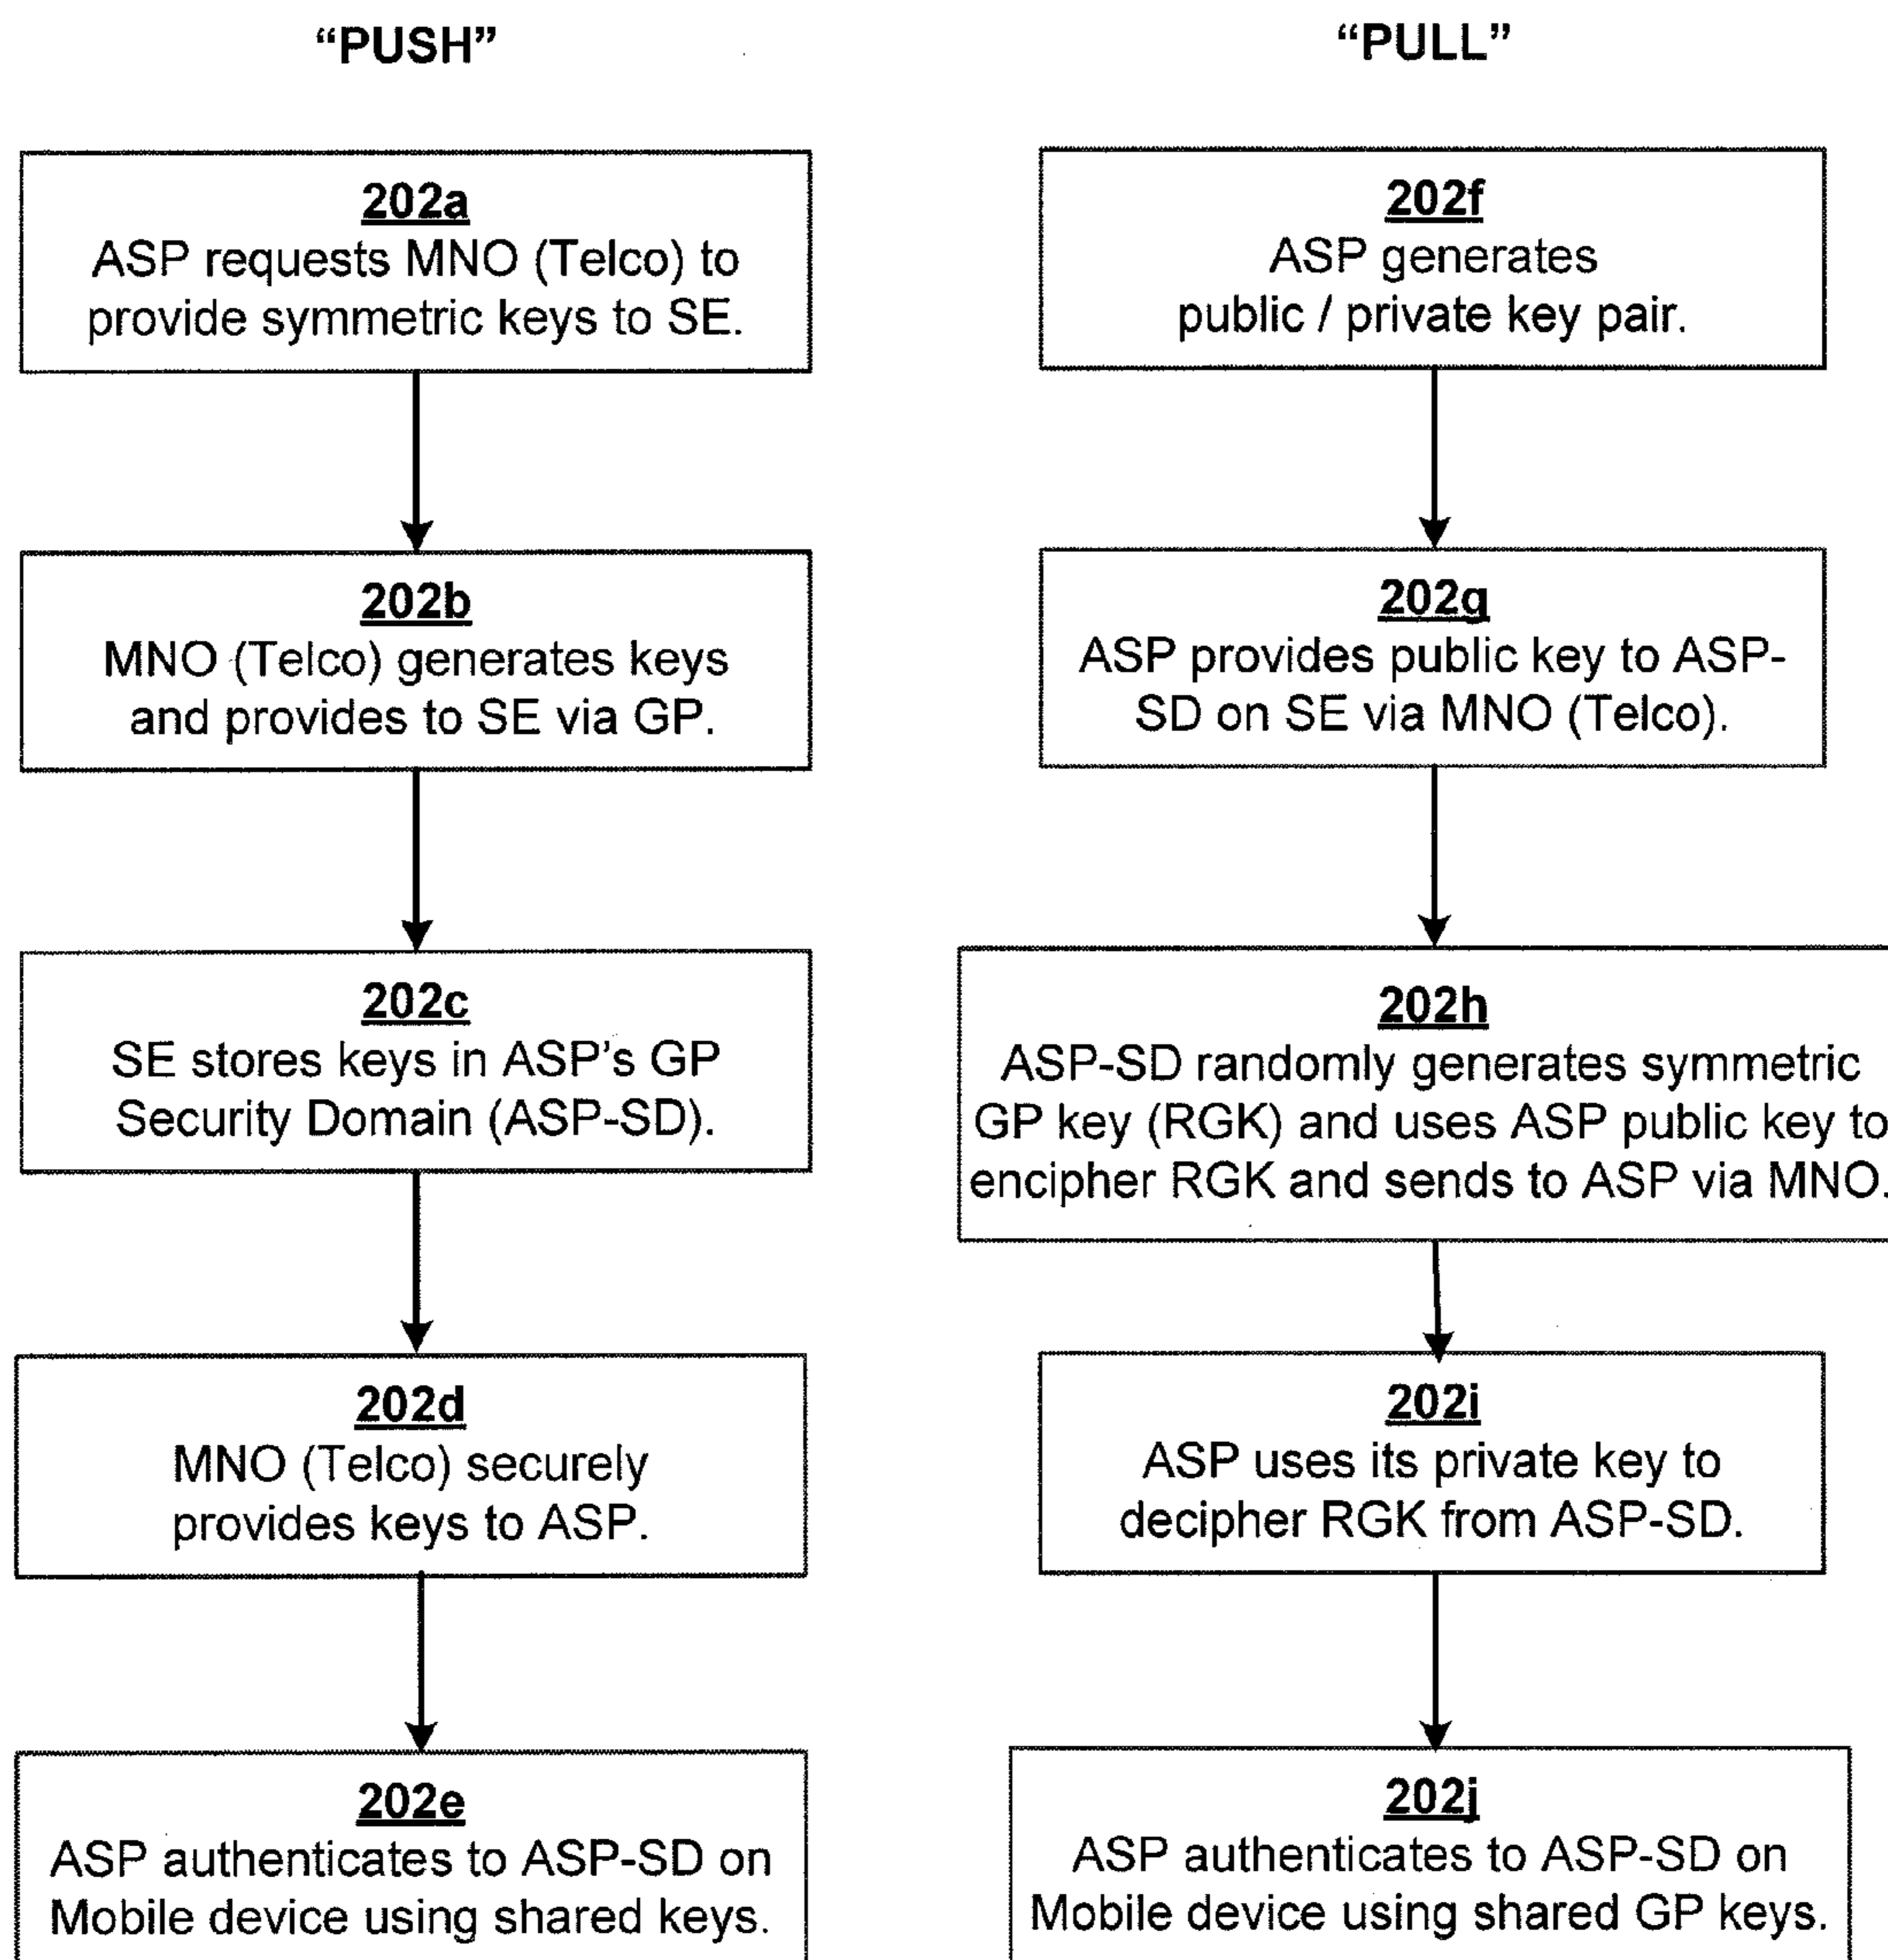 “PUSH”
202a
ASP requests MNO (Telco) to
provide symmetric keys to SE.
202b
MNO (Telco) generates keys
and provides to SE via GP.
202c
SE stores keys in ASP’s GP
Security Domain (ASP-SD).
202d
MNO (Telco) securely
provides keys to ASP.
202e
ASP authenticates to ASP-SD on
Mobile device using shared keys.
“PULL”
202f
ASP generates
public / private key pair.
202g
ASP provides public key to ASP-
SD on SE via MNO (Telco).
202h
ASP-SD randomly generates symmetric
GP key (RGK) and uses ASP public key to
encipher RGK and sends to ASP via MNO.
202i
ASP uses its private key to
decipher RGK from ASP-SD.
202j
ASP authenticates to ASP-SD on
Mobile device using shared GP keys.